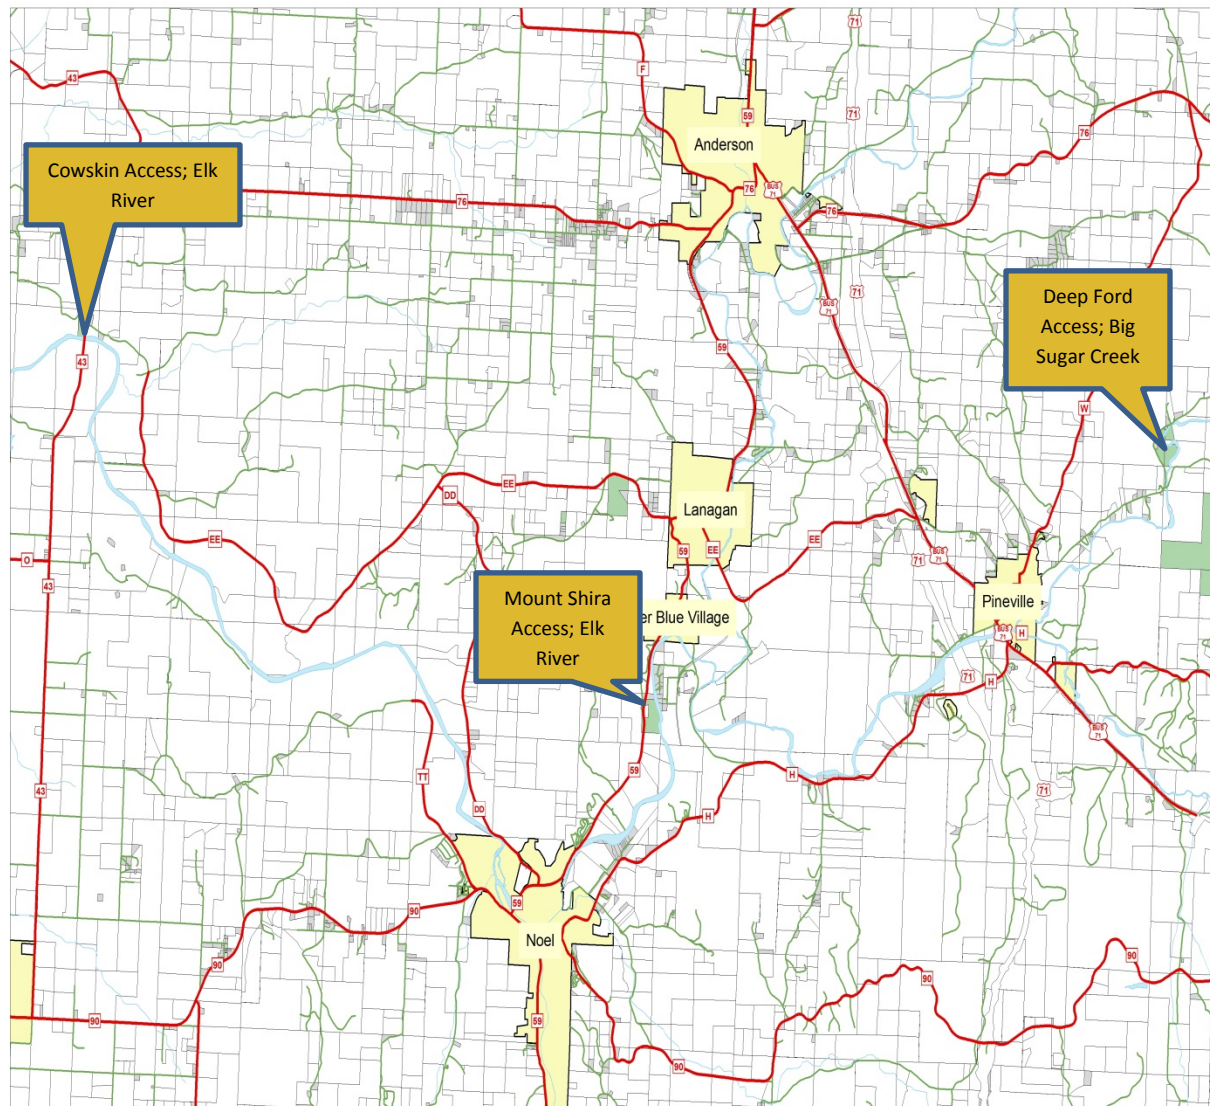 71
43
F
71
59
71
76
Anderson
Cowskin Access; Elk
River
76
BUS
71
76
76
Deep Ford
Access; Big
Sugar Creek
71
BUS
71
59
43
W
EE
DD
Lanagan
EE
EE
59
EE
O
71
BUS
71
43
Mount Shira
Access; Elk
River
er Blue Village
Pineville
BUS
71
H
H
71
BUS
71
59
TT
H
71
43
DD
H
59
90
Noel
90
90
90
90
59
90